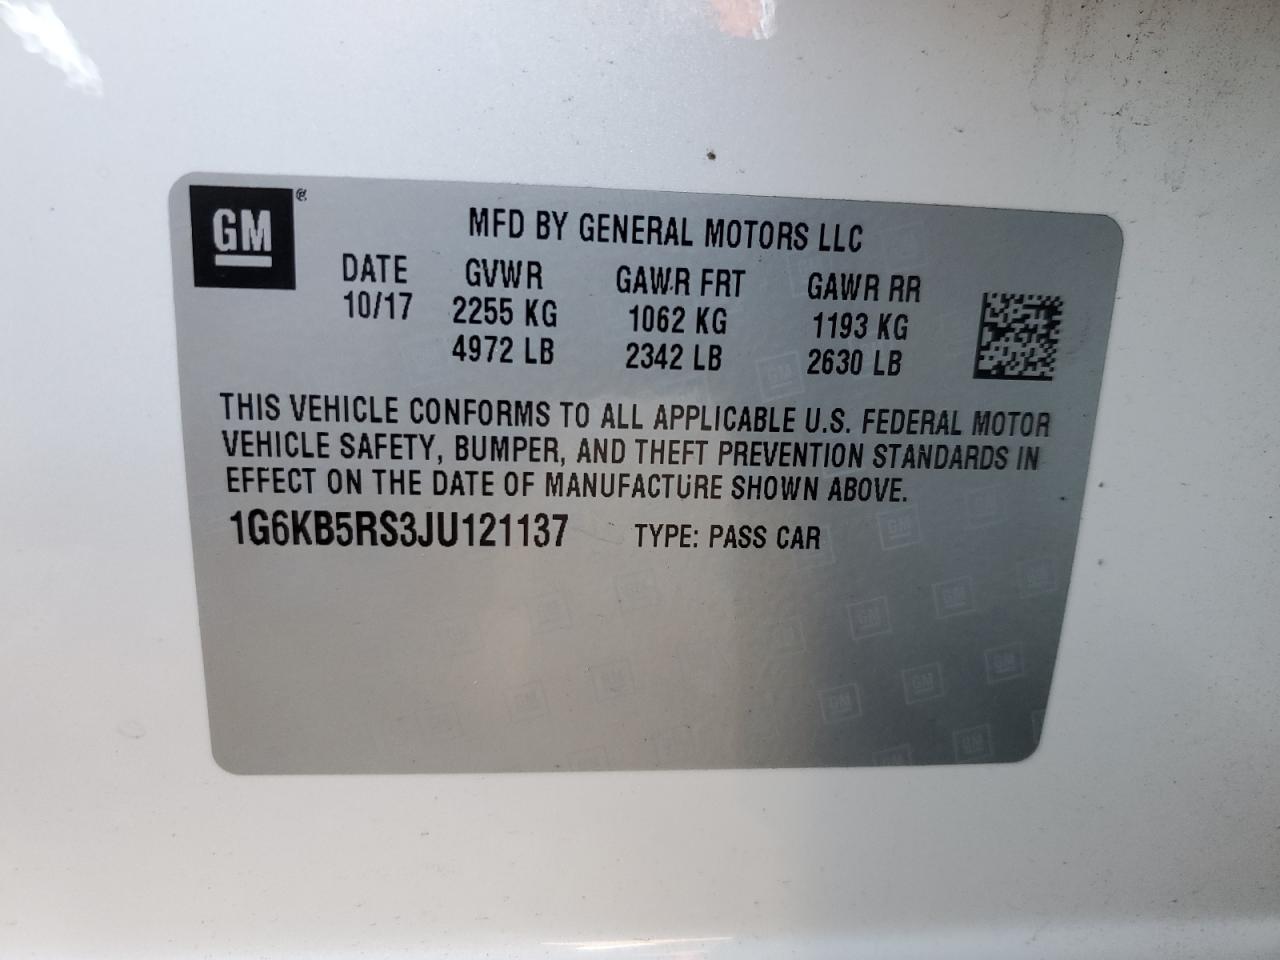 GM ®
MFD BY GENERAL MOTORS LLC
DATE GVWR GAWR FRT GAWR RR
10/17 2255 KG 1062 KG 1193 KG
4972 LB 2342 LB 2630 LB
THIS VEHICLE CONFORMS TO ALL APPLICABLE U.S. FEDERAL MOTOR
VEHICLE SAFETY, BUMPER, AND THEFT PREVENTION STANDARDS IN
EFFECT ON THE DATE OF MANUFACTURE SHOWN ABOVE.
1G6KB5RS3JU121137 TYPE: PASS CAR